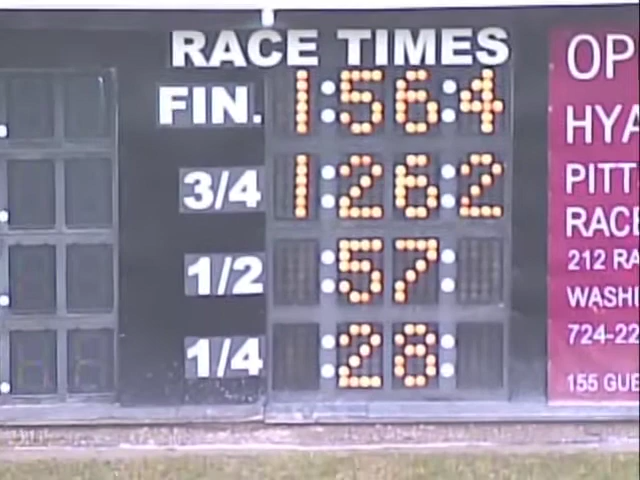 RACE TIMES
FIN. 1:56:4
3/4 1:26:2
1/2 :57:
1/4 :28:
OP
HYA
PITT
RACE
212 RA
WASHI
724-22
155 GUE